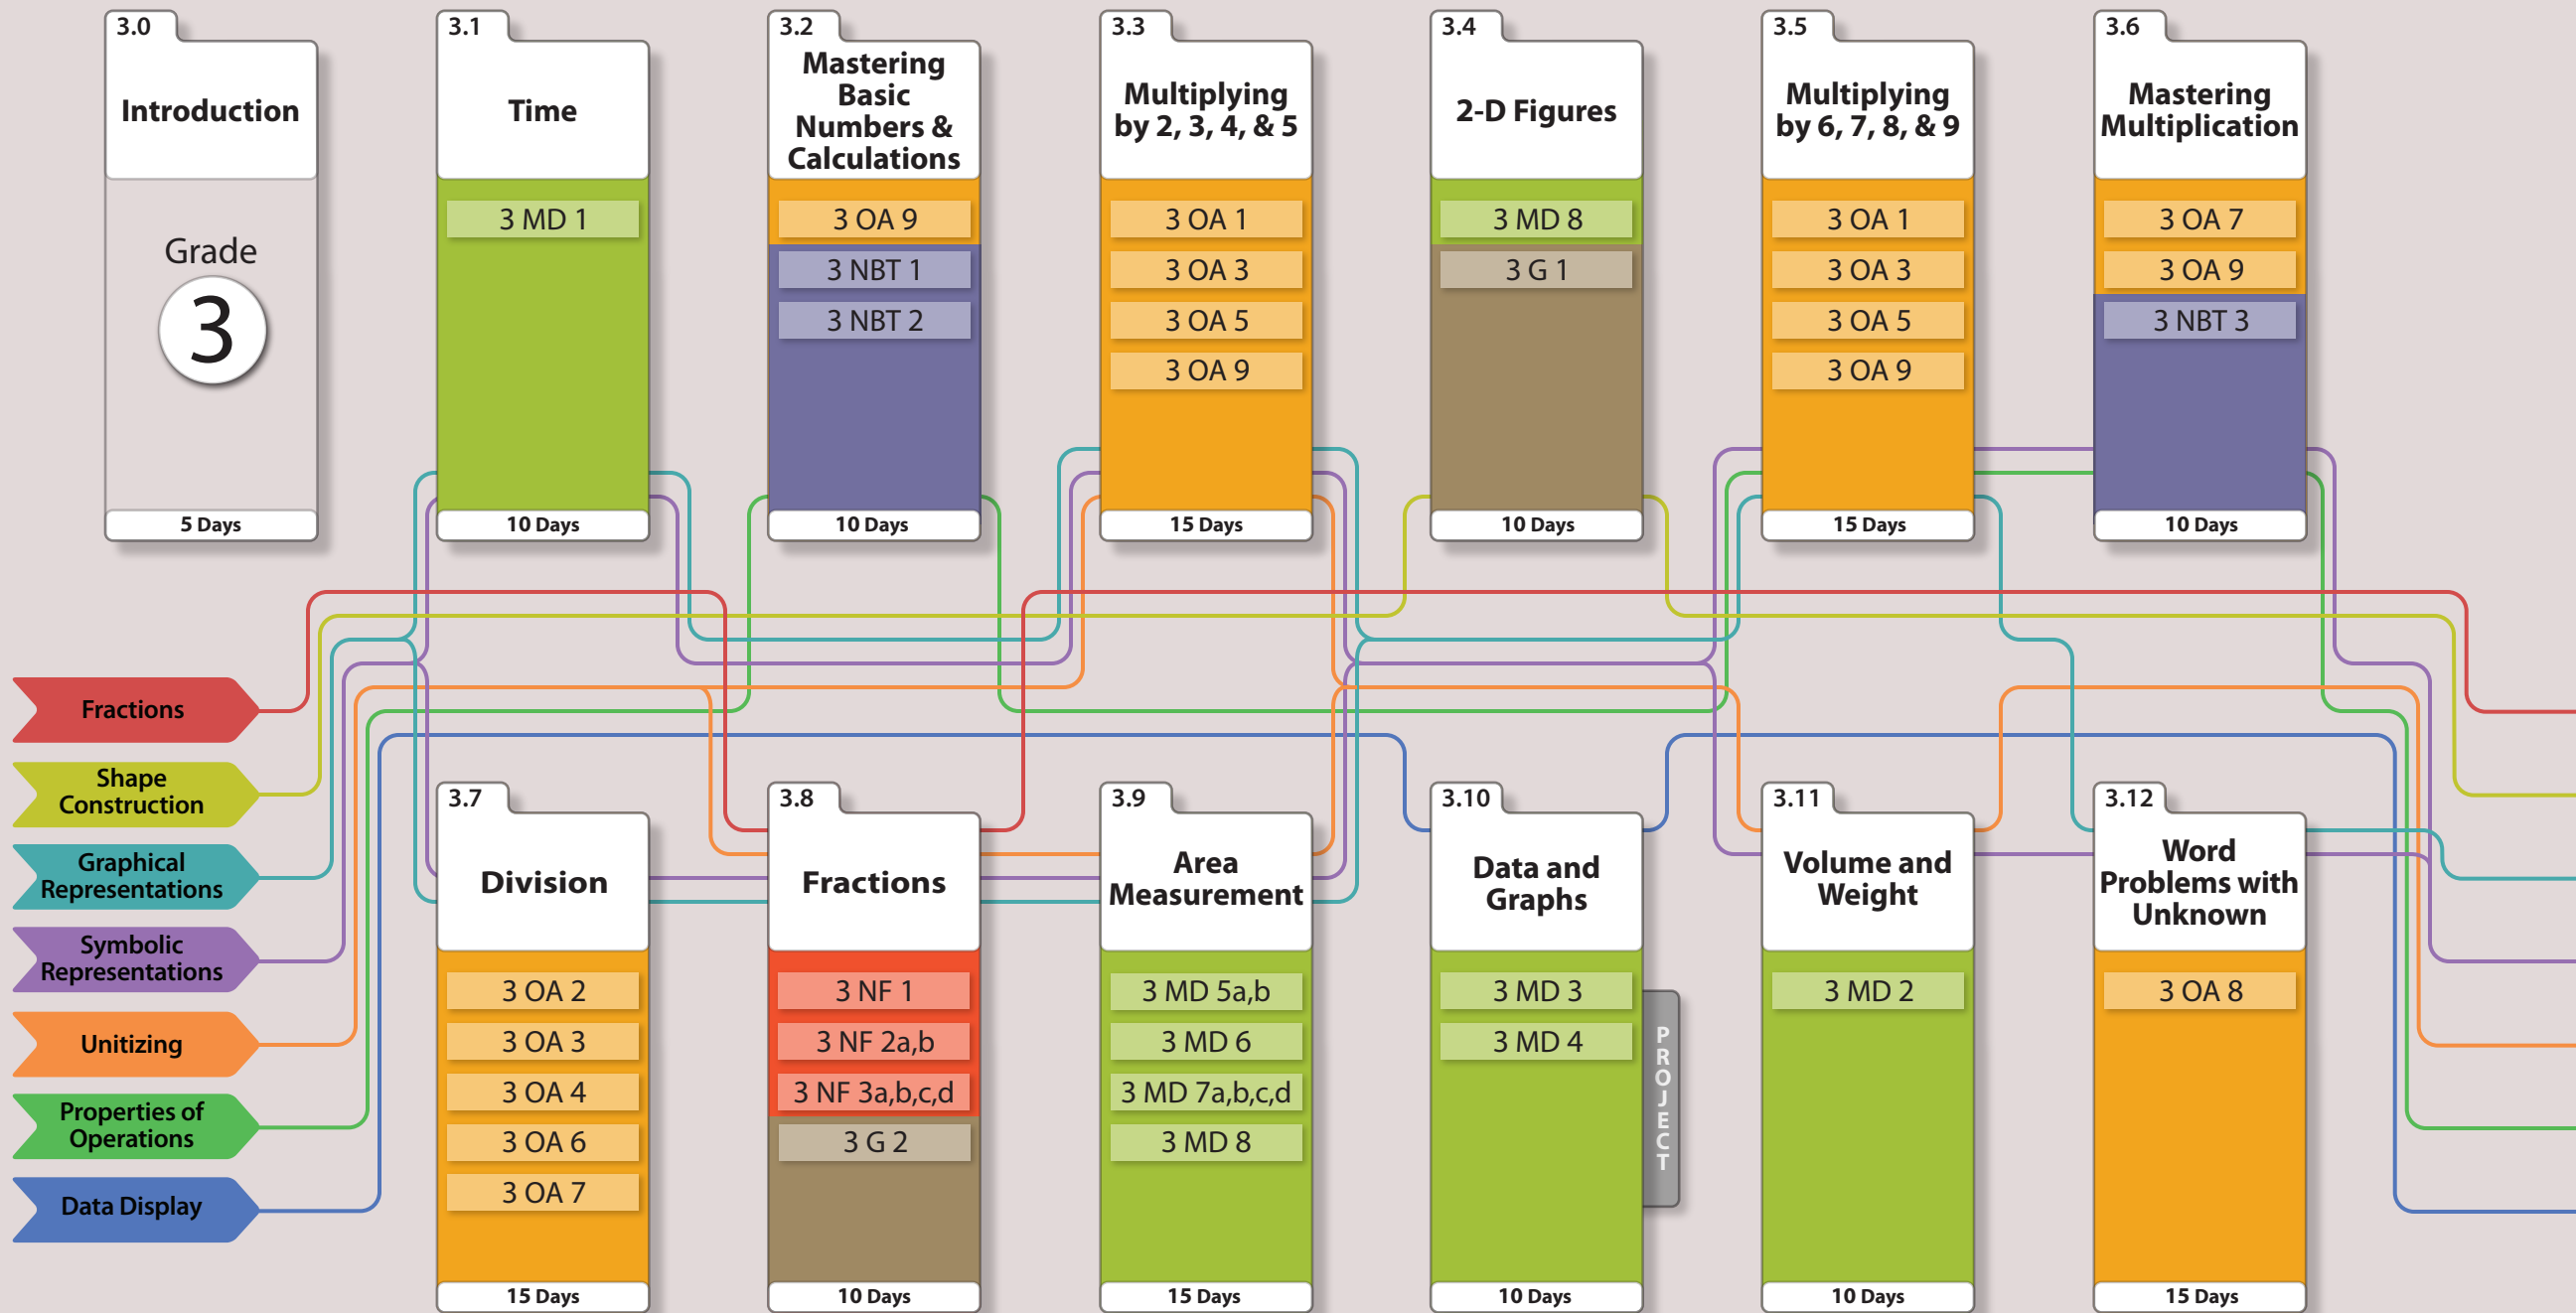 3.0
Introduction
Grade
3
5 Days
3.1
Time
3 MD 1
10 Days
3.2
Mastering
Basic
Numbers &
Calculations
3 OA 9
3 NBT 1
3 NBT 2
10 Days
3.3
Multiplying
by 2, 3, 4, & 5
3 OA 1
3 OA 3
3 OA 5
3 OA 9
15 Days
3.4
2-D Figures
3 MD 8
3 G 1
10 Days
3.5
Multiplying
by 6, 7, 8, & 9
3 OA 1
3 OA 3
3 OA 5
3 OA 9
15 Days
3.6
Mastering
Multiplication
3 OA 7
3 OA 9
3 NBT 3
10 Days
Fractions
Shape
Construction
Graphical
Representations
Symbolic
Representations
Unitizing
Properties of
Operations
Data Display
3.7
Division
3 OA 2
3 OA 3
3 OA 4
3 OA 6
3 OA 7
15 Days
3.8
Fractions
3 NF 1
3 NF 2a,b
3 NF 3a,b,c,d
3 G 2
10 Days
3.9
Area
Measurement
3 MD 5a,b
3 MD 6
3 MD 7a,b,c,d
3 MD 8
15 Days
3.10
Data and
Graphs
3 MD 3
3 MD 4
PROJECT
10 Days
3.11
Volume and
Weight
3 MD 2
10 Days
3.12
Word
Problems with
Unknown
3 OA 8
15 Days